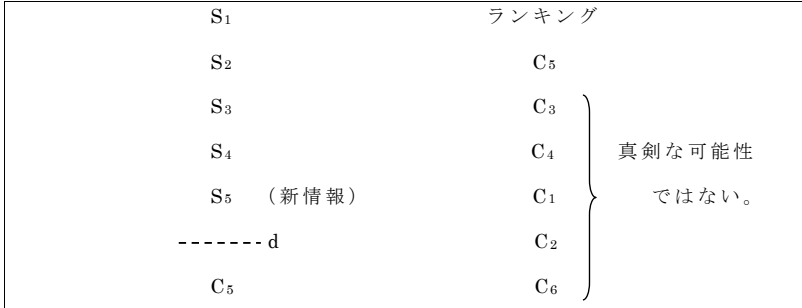 S₁ ランキング
S₂ C₅
S₃ C₃
S₄ C₄ 真剣な可能性
S₅ (新情報) C₁ ではない。
------- d C₂
C₅ C₆